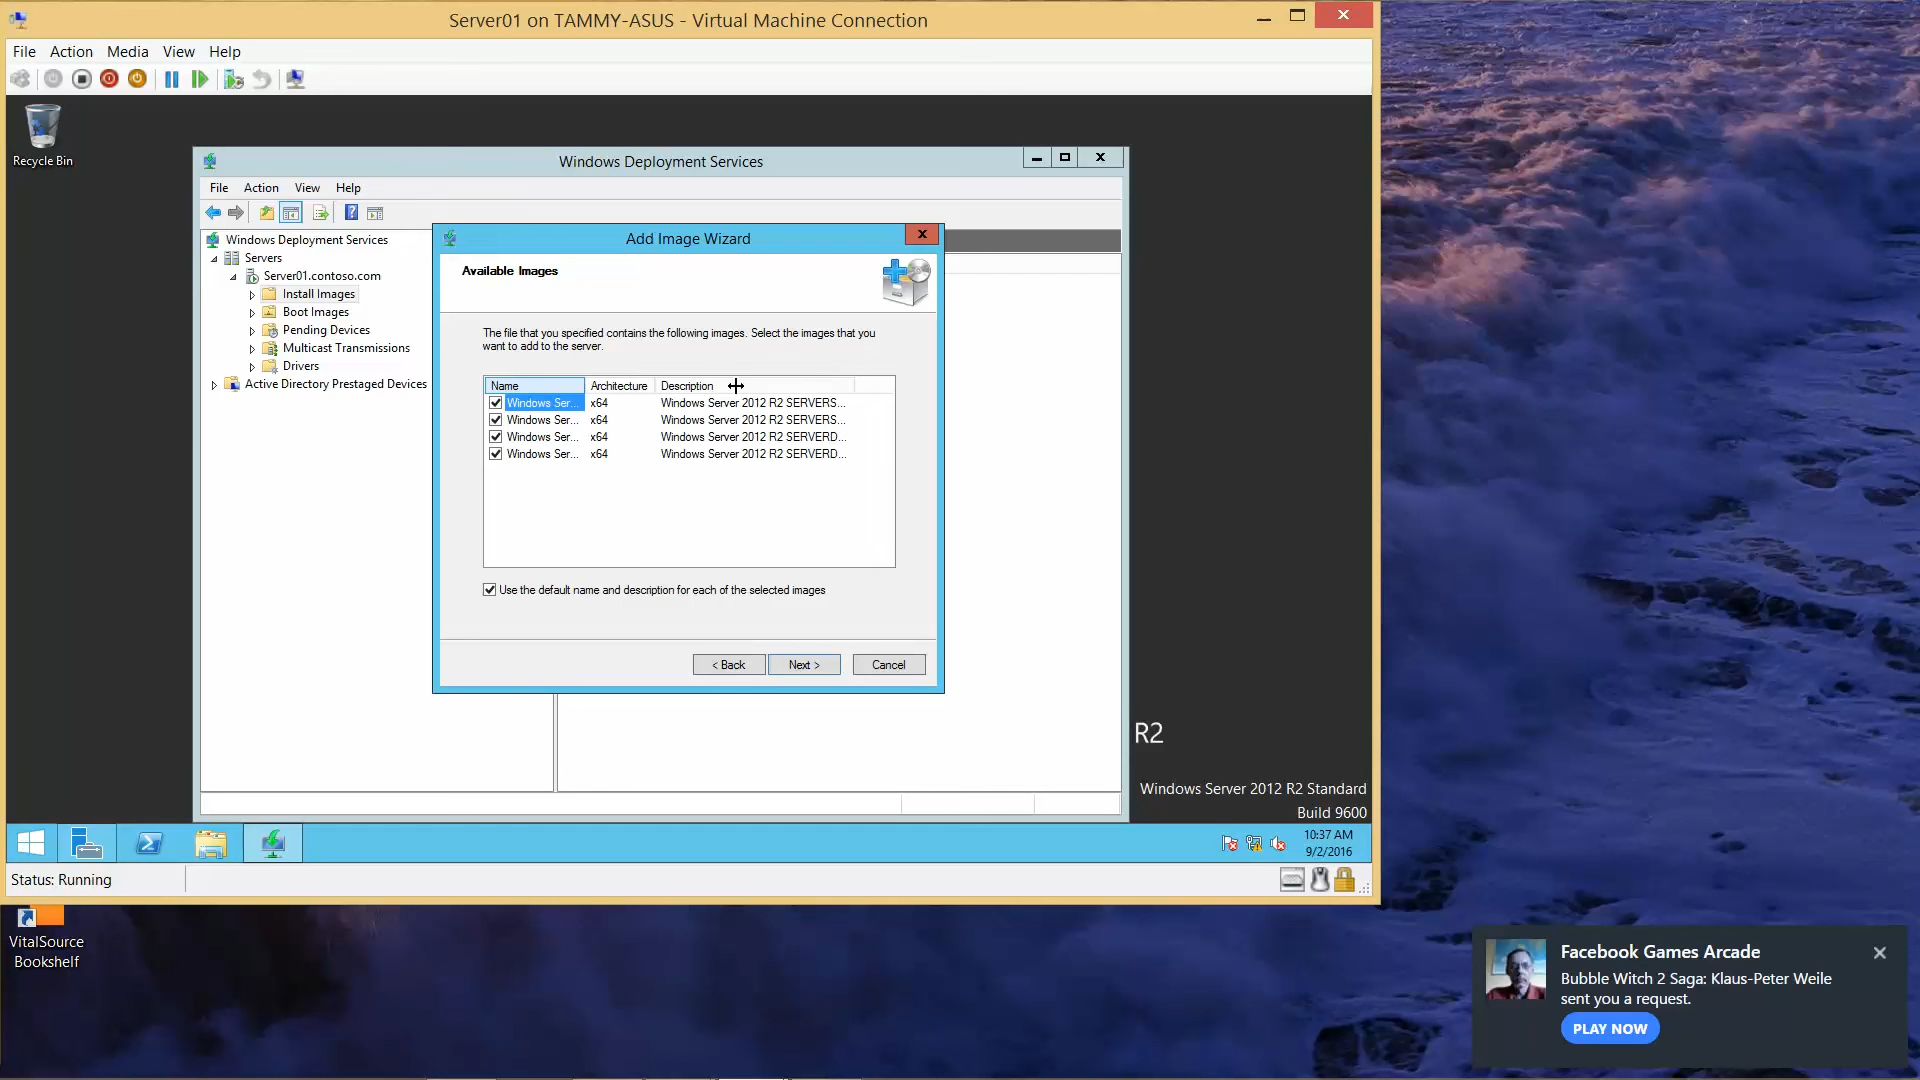 Server01 on TAMMY-ASUS - Virtual Machine Connection
File Action Media View Help
Recycle Bin
Windows Deployment Services
File Action View Help
Windows Deployment Services
Servers
Server01.contoso.com
Install Images
Boot Images
Pending Devices
Multicast Transmissions
Drivers
Active Directory Prestaged Devices
Add Image Wizard
Available Images
The file that you specified contains the following images. Select the images that you
want to add to the server.
Name Architecture Description
Windows Ser... x64 Windows Server 2012 R2 SERVERS...
Windows Ser... x64 Windows Server 2012 R2 SERVERS...
Windows Ser... x64 Windows Server 2012 R2 SERVERD...
Windows Ser... x64 Windows Server 2012 R2 SERVERD...
Use the default name and description for each of the selected images
< Back Next > Cancel
R2
Windows Server 2012 R2 Standard
Build 9600
10:37 AM
9/2/2016
Status: Running
VitalSource
Bookshelf
Facebook Games Arcade
Bubble Witch 2 Saga: Klaus-Peter Weile
sent you a request.
PLAY NOW